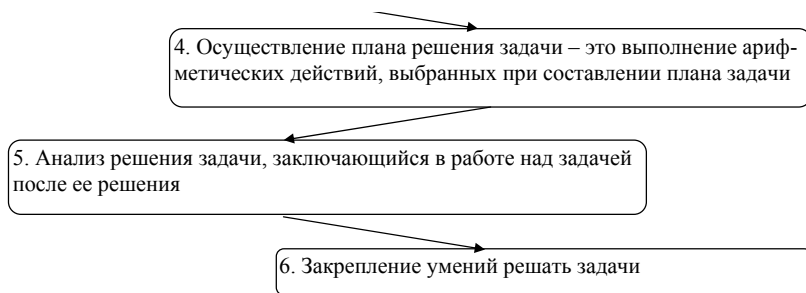 4. Осуществление плана решения задачи – это выполнение ариф-
метических действий, выбранных при составлении плана задачи
5. Анализ решения задачи, заключающийся в работе над задачей
после ее решения
6. Закрепление умений решать задачи